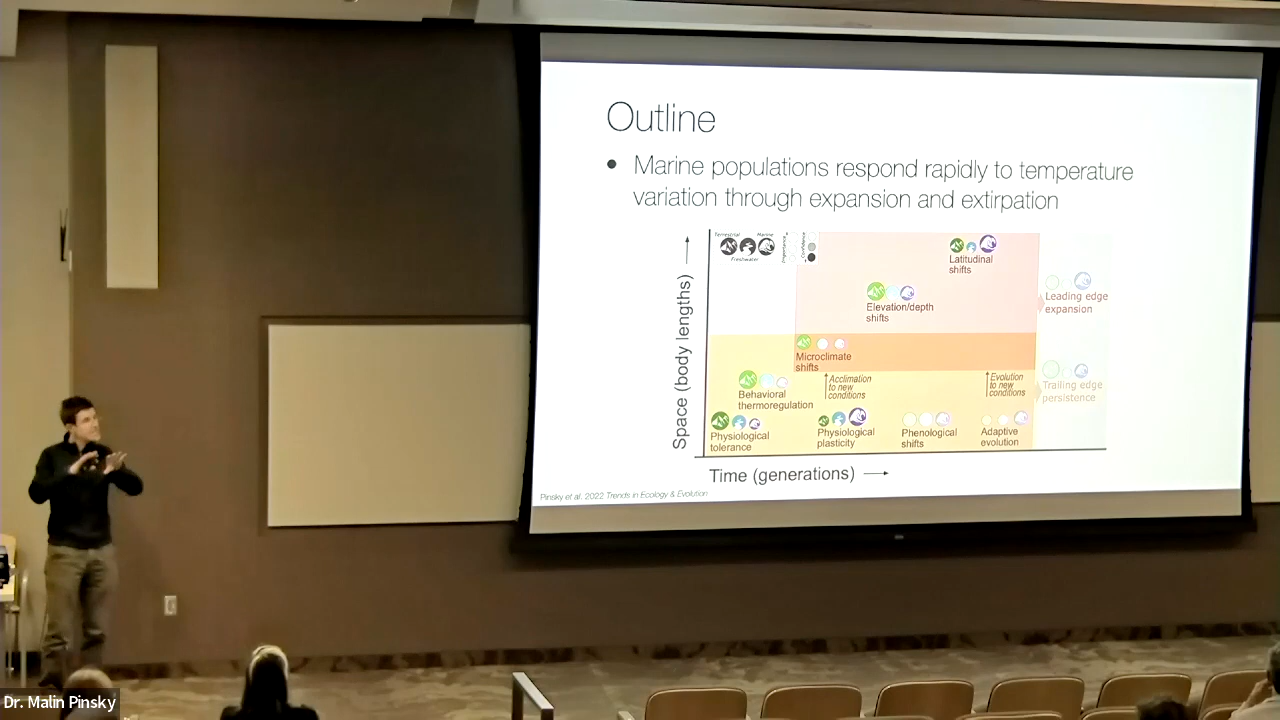 Outline
• Marine populations respond rapidly to temperature
variation through expansion and extirpation
Terrestrial
Marine
Freshwater
Importance
Confidence
Latitudinal
shifts
Elevation/depth
shifts
Leading edge
expansion
Microclimate
shifts
Behavioral
thermoregulation
Acclimation
to new
conditions
Evolution
to new
conditions
Trailing edge
persistence
Physiological
tolerance
Physiological
plasticity
Phenological
shifts
Adaptive
evolution
Space (body lengths)
Time (generations)
Pinsky et al. 2022 Trends in Ecology & Evolution
Dr. Malin Pinsky